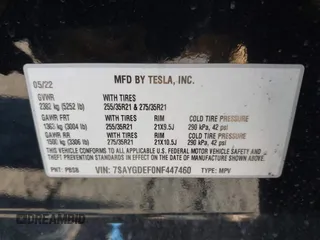 MFD BY TESLA, INC.
05/22
GVWR WITH TIRES
2382 kg (5252 lb) 255/35R21 & 275/35R21
GAWR FRT WITH TIRES RIM COLD TIRE PRESSURE
1363 kg (3004 lb) 255/35R21 21X9.5J 290 kPa, 42 psi
GAWR RR WITH TIRES RIM COLD TIRE PRESSURE
1500 kg (3306 lb) 275/35R21 21X10.5J 290 kPa, 42 psi
THIS VEHICLE CONFORMS TO ALL APPLICABLE FEDERAL MOTOR VEHICLE
SAFETY AND THEFT PREVENTION STANDARDS IN EFFECT ON THE DATE OF MANUFACTURE SHOWN ABOVE.
PNT: PBSB VIN: 7SAYGDEF0NF447460 TYPE: MPV